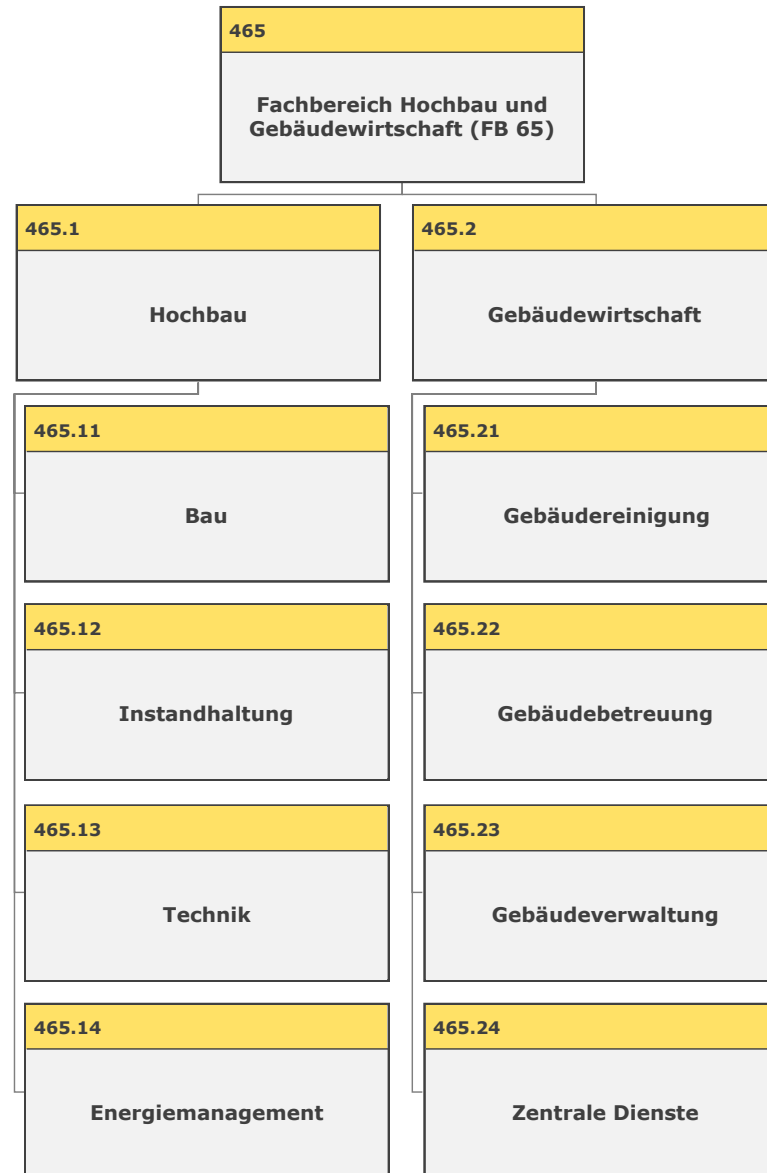 465
Fachbereich Hochbau und
Gebäudewirtschaft (FB 65)
465.1
Hochbau
465.2
Gebäudewirtschaft
465.11
Bau
465.12
Instandhaltung
465.13
Technik
465.14
Energiemanagement
465.21
Gebäudereinigung
465.22
Gebäudebetreuung
465.23
Gebäudeverwaltung
465.24
Zentrale Dienste